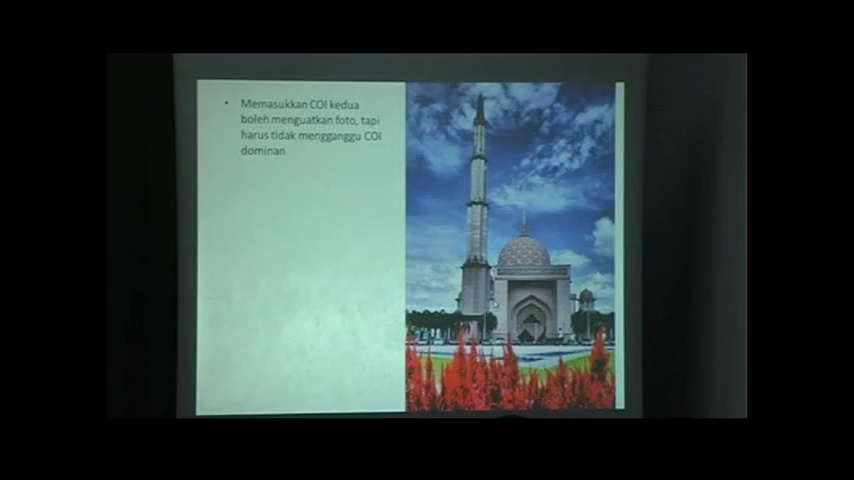 • Memasukkan COI kedua
boleh menguatkan foto, tapi
harus tidak mengganggu COI
dominan